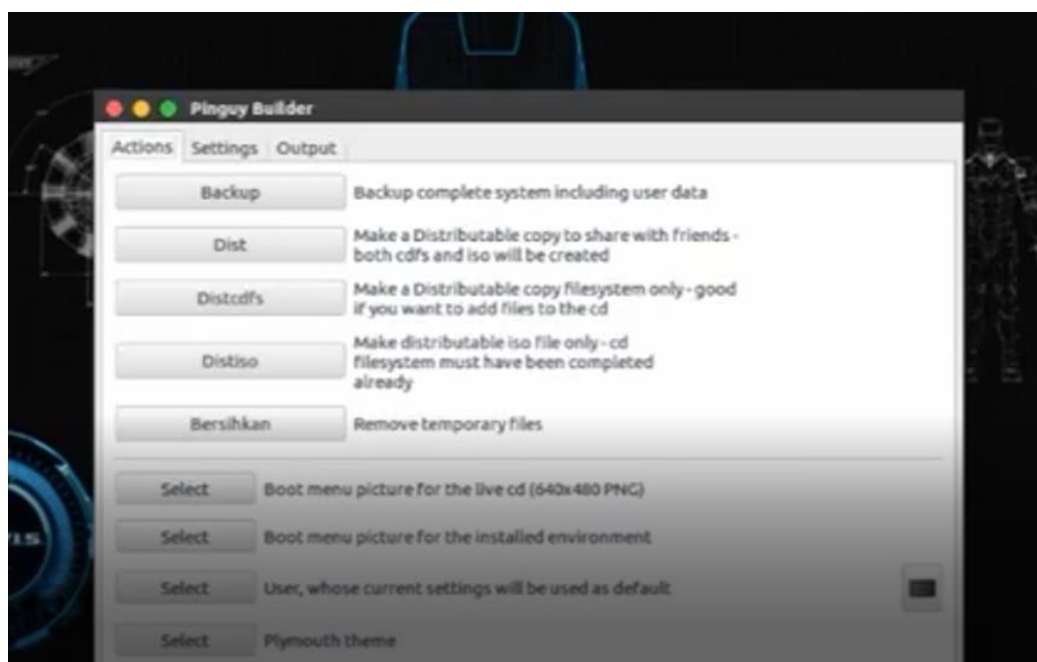 Pinguy Builder
Actions Settings Output
Backup Backup complete system including user data
Dist Make a Distributable copy to share with friends -
both cdfs and iso will be created
Distcdfs Make a Distributable copy filesystem only - good
if you want to add files to the cd
Distiso Make distributable iso file only - cd
filesystem must have been completed
already
Bersihkan Remove temporary files
Select Boot menu picture for the live cd (640x480 PNG)
Select Boot menu picture for the installed environment
Select User, whose current settings will be used as default
Select Plymouth theme